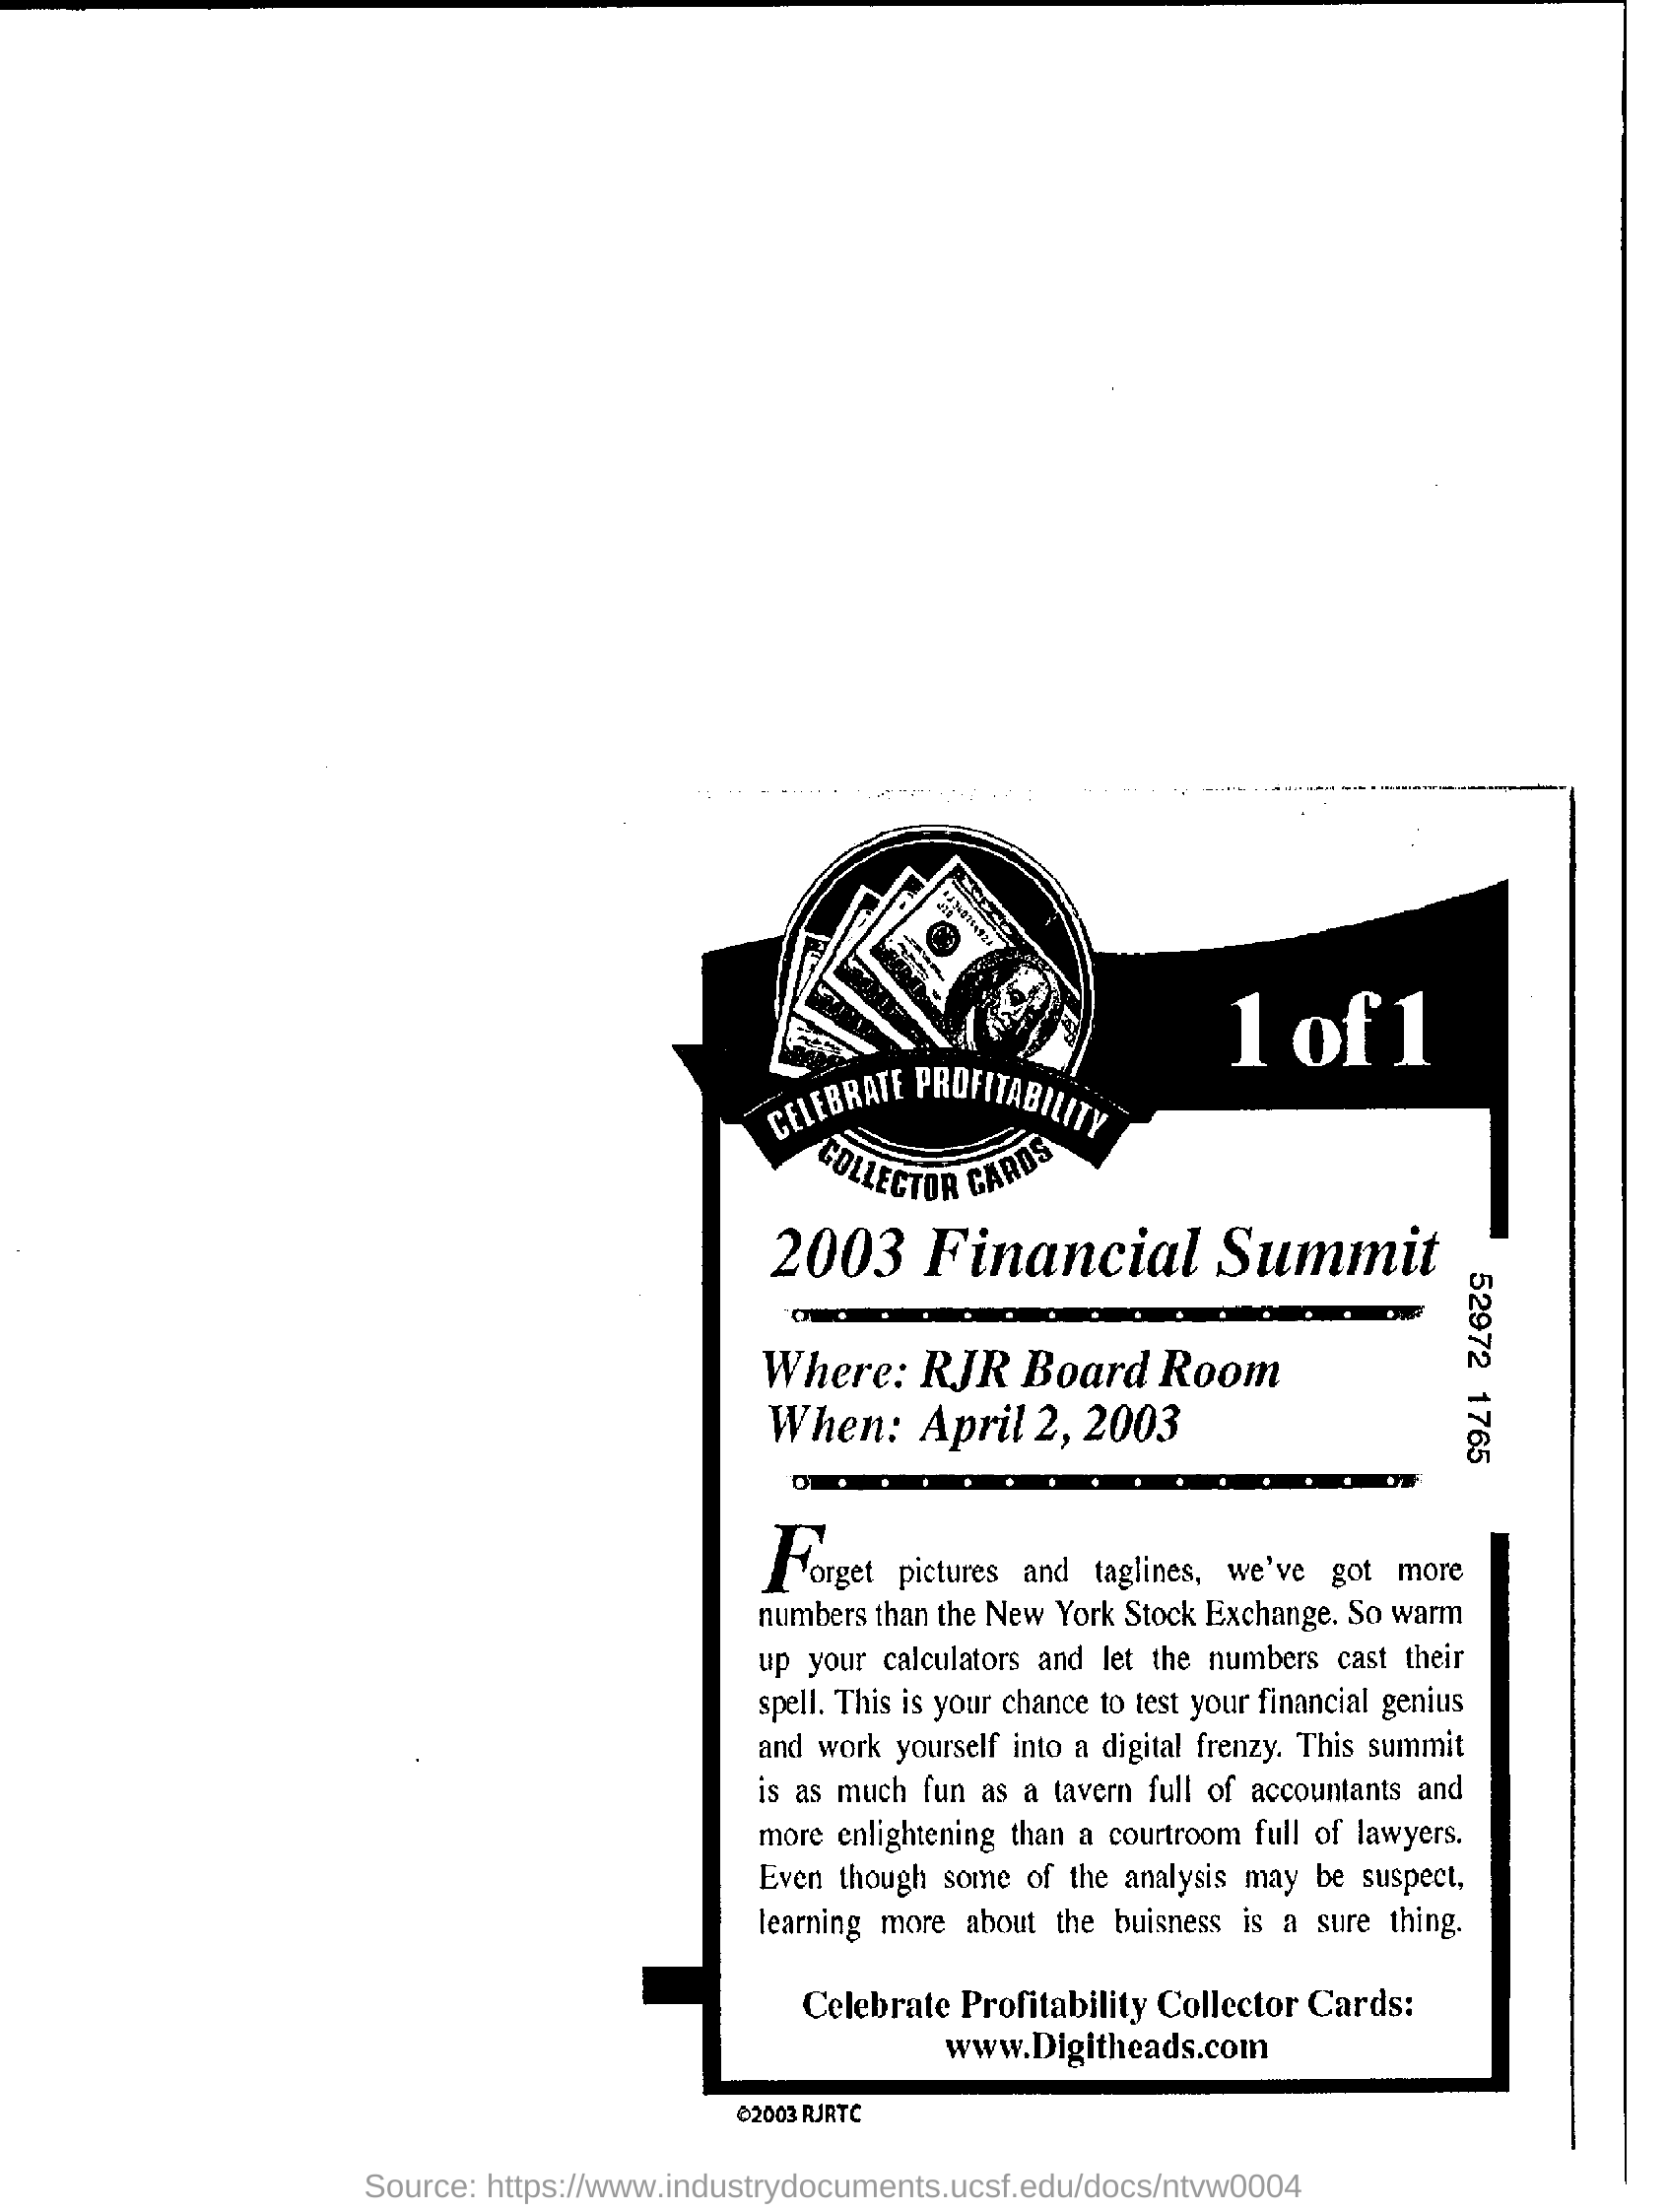 1 of 1
CELEBRATE PROFITABILITY
COLLECTOR CARDS
2003 Financial Summit
Where: RJR Board Room
When: April 2, 2003
52972 1765
Forget pictures and taglines, we've got more
numbers than the New York Stock Exchange. So warm
up your calculators and let the numbers cast their
spell. This is your chance to test your financial genius
and work yourself into a digital frenzy. This summit
is as much fun as a tavern full of accountants and
more enlightening than a courtroom full of lawyers.
Even though some of the analysis may be suspect,
learning more about the buisness is a sure thing.
Celebrate Profitability Collector Cards:
www.Digitheads.com
©2003 RJRTC
Source: https://www.industrydocuments.ucsf.edu/docs/ntvw0004